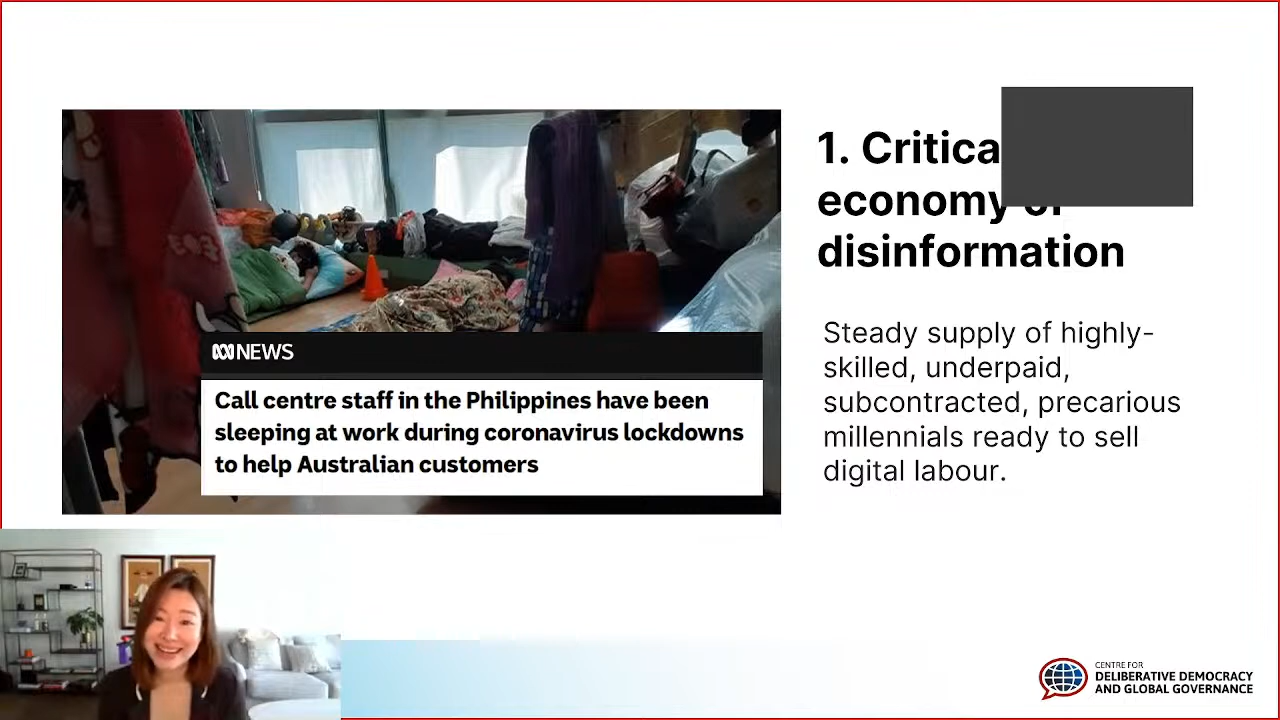 1. Critica
economy of
disinformation
Steady supply of highly-
skilled, underpaid,
subcontracted, precarious
millennials ready to sell
digital labour.
NEWS
Call centre staff in the Philippines have been
sleeping at work during coronavirus lockdowns
to help Australian customers
CENTRE FOR
DELIBERATIVE DEMOCRACY
AND GLOBAL GOVERNANCE